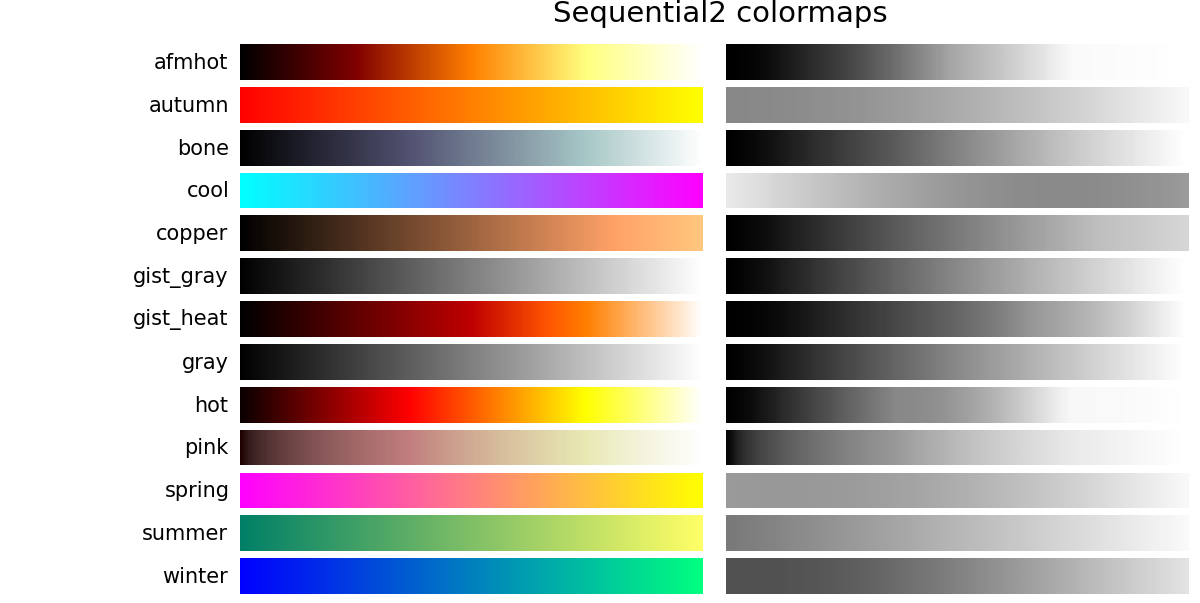 Sequential2 colormaps
afmhot
autumn
bone
cool
copper
gist_gray
gist_heat
gray
hot
pink
spring
summer
winter